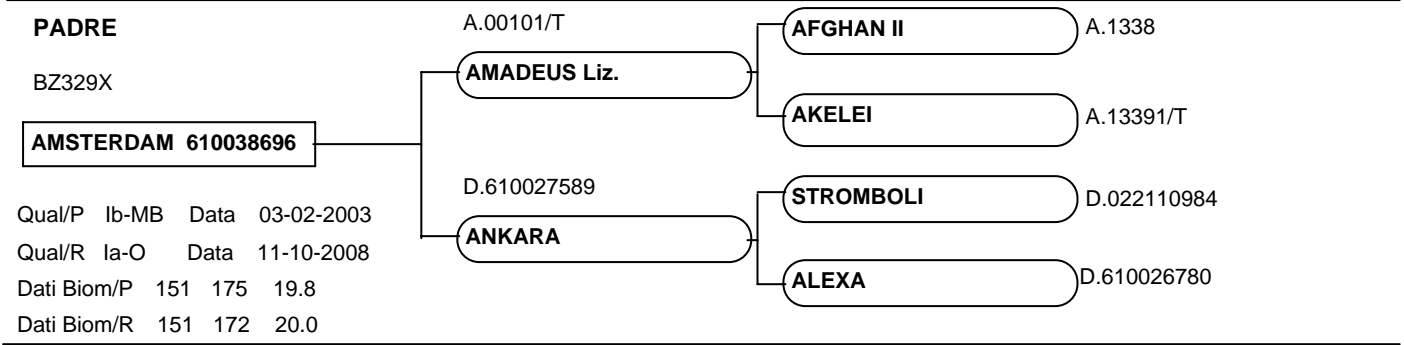 PADRE
BZ329X
AMSTERDAM 610038696
Qual/P Ib-MB Data 03-02-2003
Qual/R Ia-O Data 11-10-2008
Dati Biom/P 151 175 19.8
Dati Biom/R 151 172 20.0
A.00101/T
AMADEUS Liz.
D.610027589
ANKARA
AFGHAN II A.1338
AKELEI A.13391/T
STROMBOLI D.022110984
ALEXA D.610026780